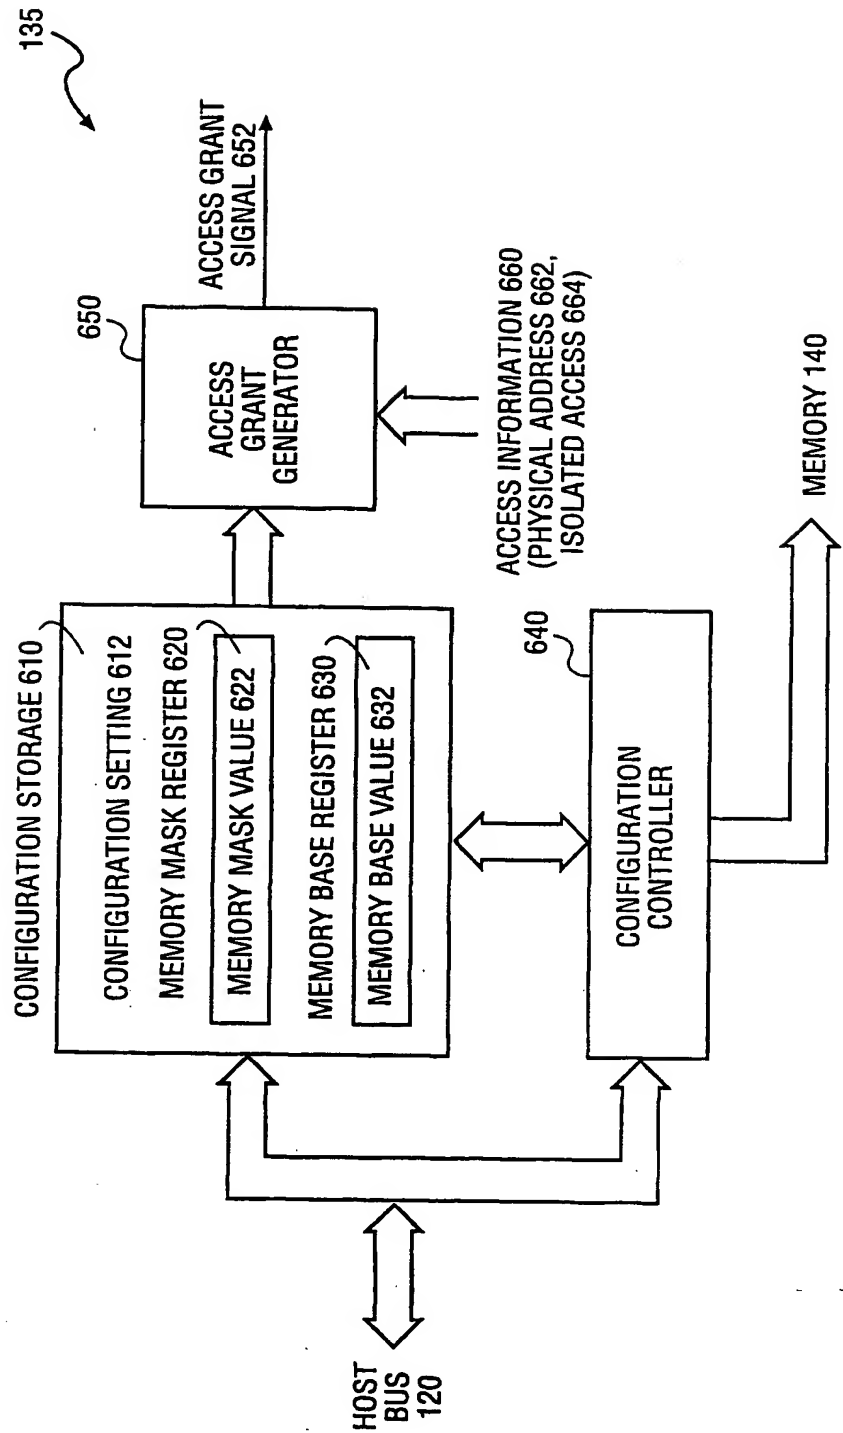 135
CONFIGURATION STORAGE 610
CONFIGURATION SETTING 612
MEMORY MASK REGISTER 620
MEMORY MASK VALUE 622
MEMORY BASE REGISTER 630
MEMORY BASE VALUE 632
650
ACCESS
GRANT
GENERATOR
ACCESS GRANT
SIGNAL 652
ACCESS INFORMATION 660
(PHYSICAL ADDRESS 662,
ISOLATED ACCESS 664)
HOST
BUS
120
640
CONFIGURATION
CONTROLLER
MEMORY 140